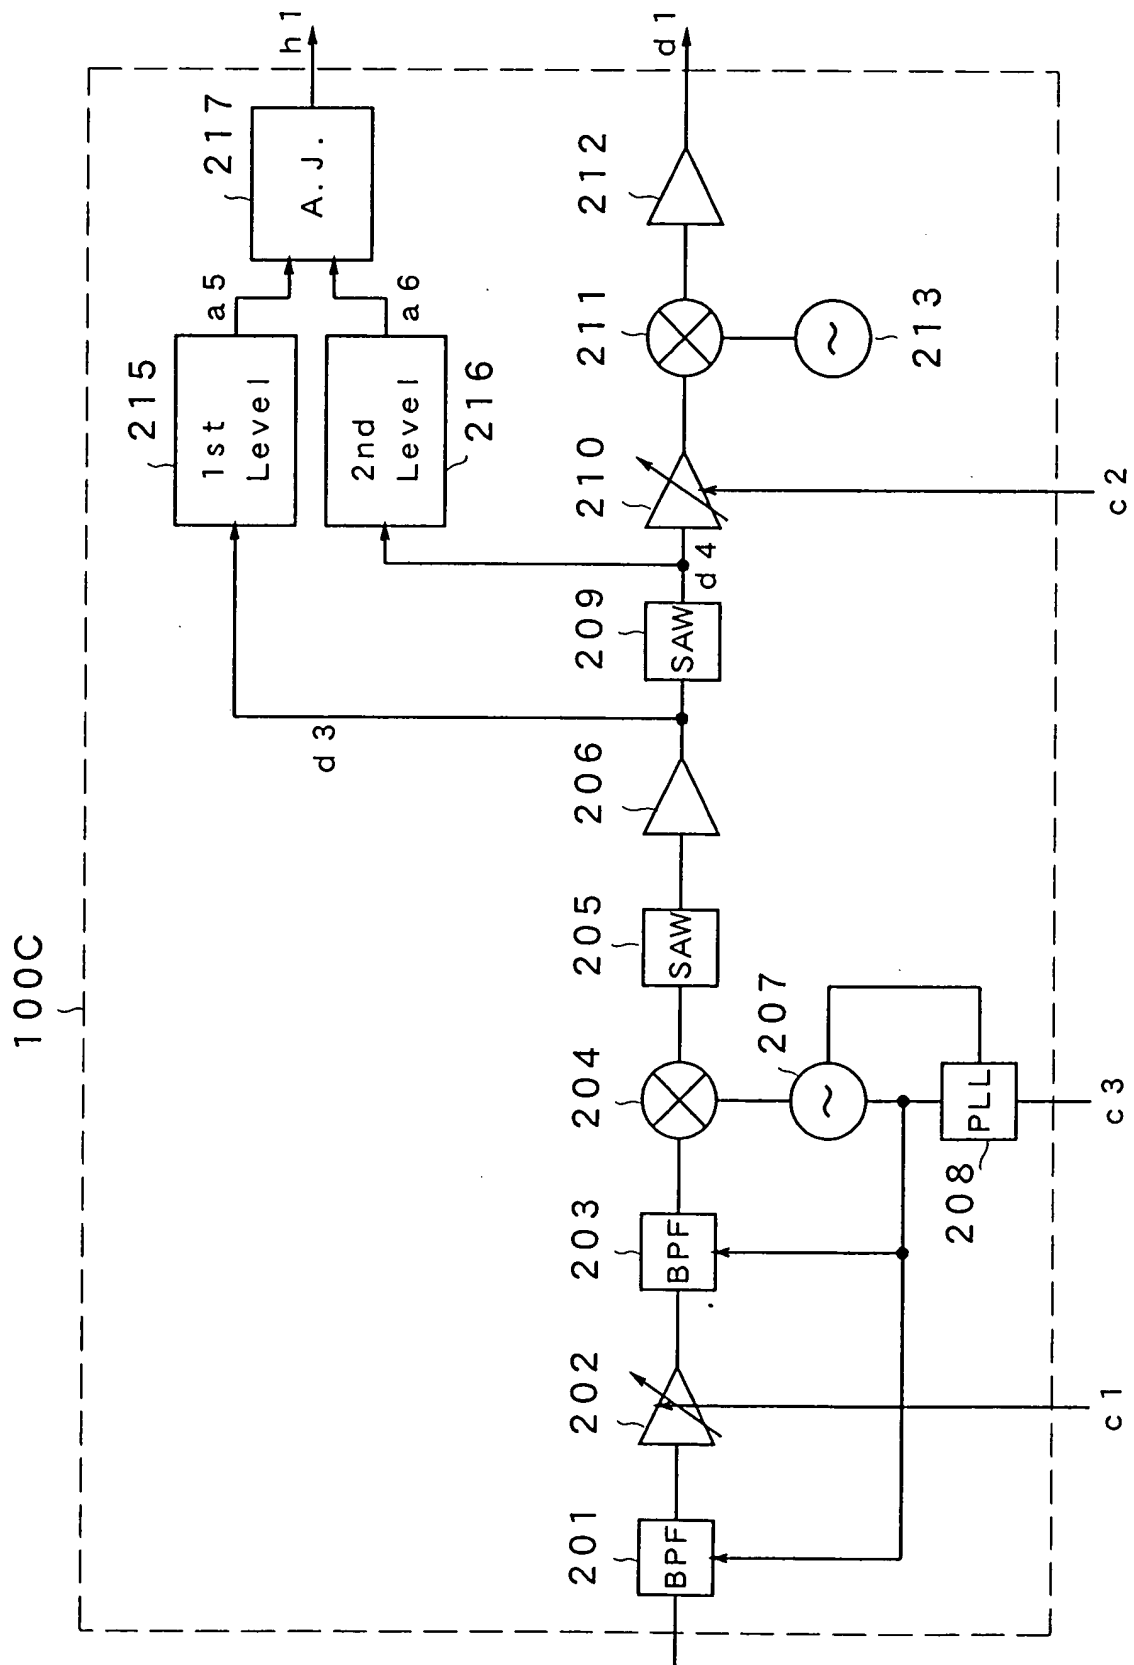 100C
h1
217
A.J.
a5
a6
215
1st
Level
2nd
Level
216
d3
d1
201
BPF
202
203
BPF
204
205
SAW
206
209
SAW
d4
210
211
212
207
213
208
PLL
c1
c3
c2
~
~